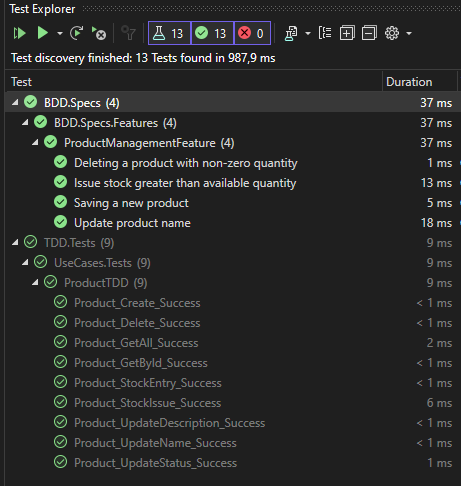 Test Explorer
13 13 0
Test discovery finished: 13 Tests found in 987,9 ms
Test Duration
BDD.Specs (4) 37 ms
BDD.Specs.Features (4) 37 ms
ProductManagementFeature (4) 37 ms
Deleting a product with non-zero quantity 1 ms
Issue stock greater than available quantity 13 ms
Saving a new product 5 ms
Update product name 18 ms
TDD.Tests (9) 9 ms
UseCases.Tests (9) 9 ms
ProductTDD (9) 9 ms
Product_Create_Success < 1 ms
Product_Delete_Success < 1 ms
Product_GetAll_Success 2 ms
Product_GetById_Success < 1 ms
Product_StockEntry_Success < 1 ms
Product_StockIssue_Success 6 ms
Product_UpdateDescription_Success < 1 ms
Product_UpdateName_Success < 1 ms
Product_UpdateStatus_Success 1 ms